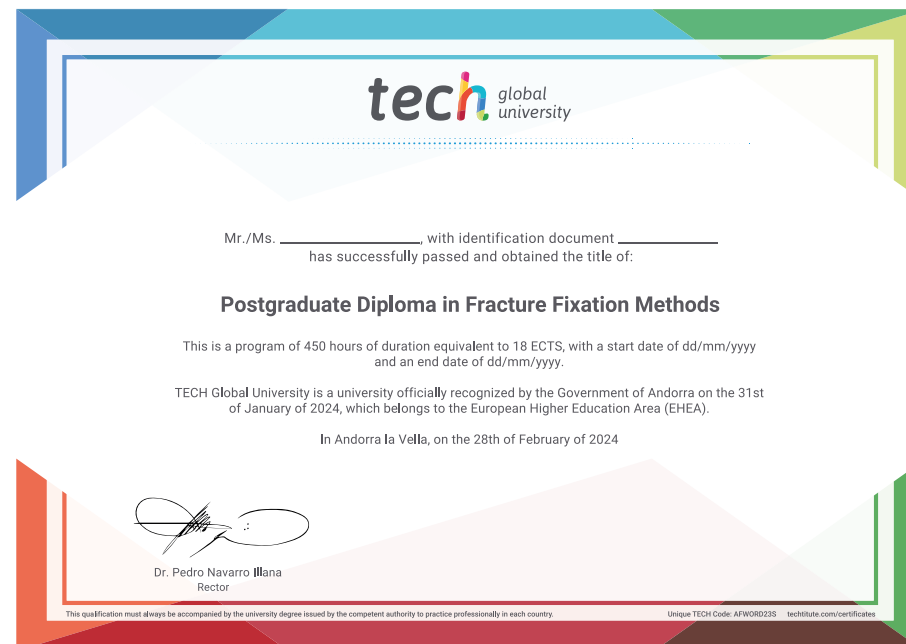 tech global
university
Mr./Ms. ____________, with identification document ____________
has successfully passed and obtained the title of:
Postgraduate Diploma in Fracture Fixation Methods
This is a program of 450 hours of duration equivalent to 18 ECTS, with a start date of dd/mm/yyyy
and an end date of dd/mm/yyyy.
TECH Global University is a university officially recognized by the Government of Andorra on the 31st
of January of 2024, which belongs to the European Higher Education Area (EHEA).
In Andorra la Vella, on the 28th of February of 2024
Dr. Pedro Navarro Illana
Rector
This qualification must always be accompanied by the university degree issued by the competent authority to practice professionally in each country.
Unique TECH Code: AFWORD23S techtitute.com/certificates